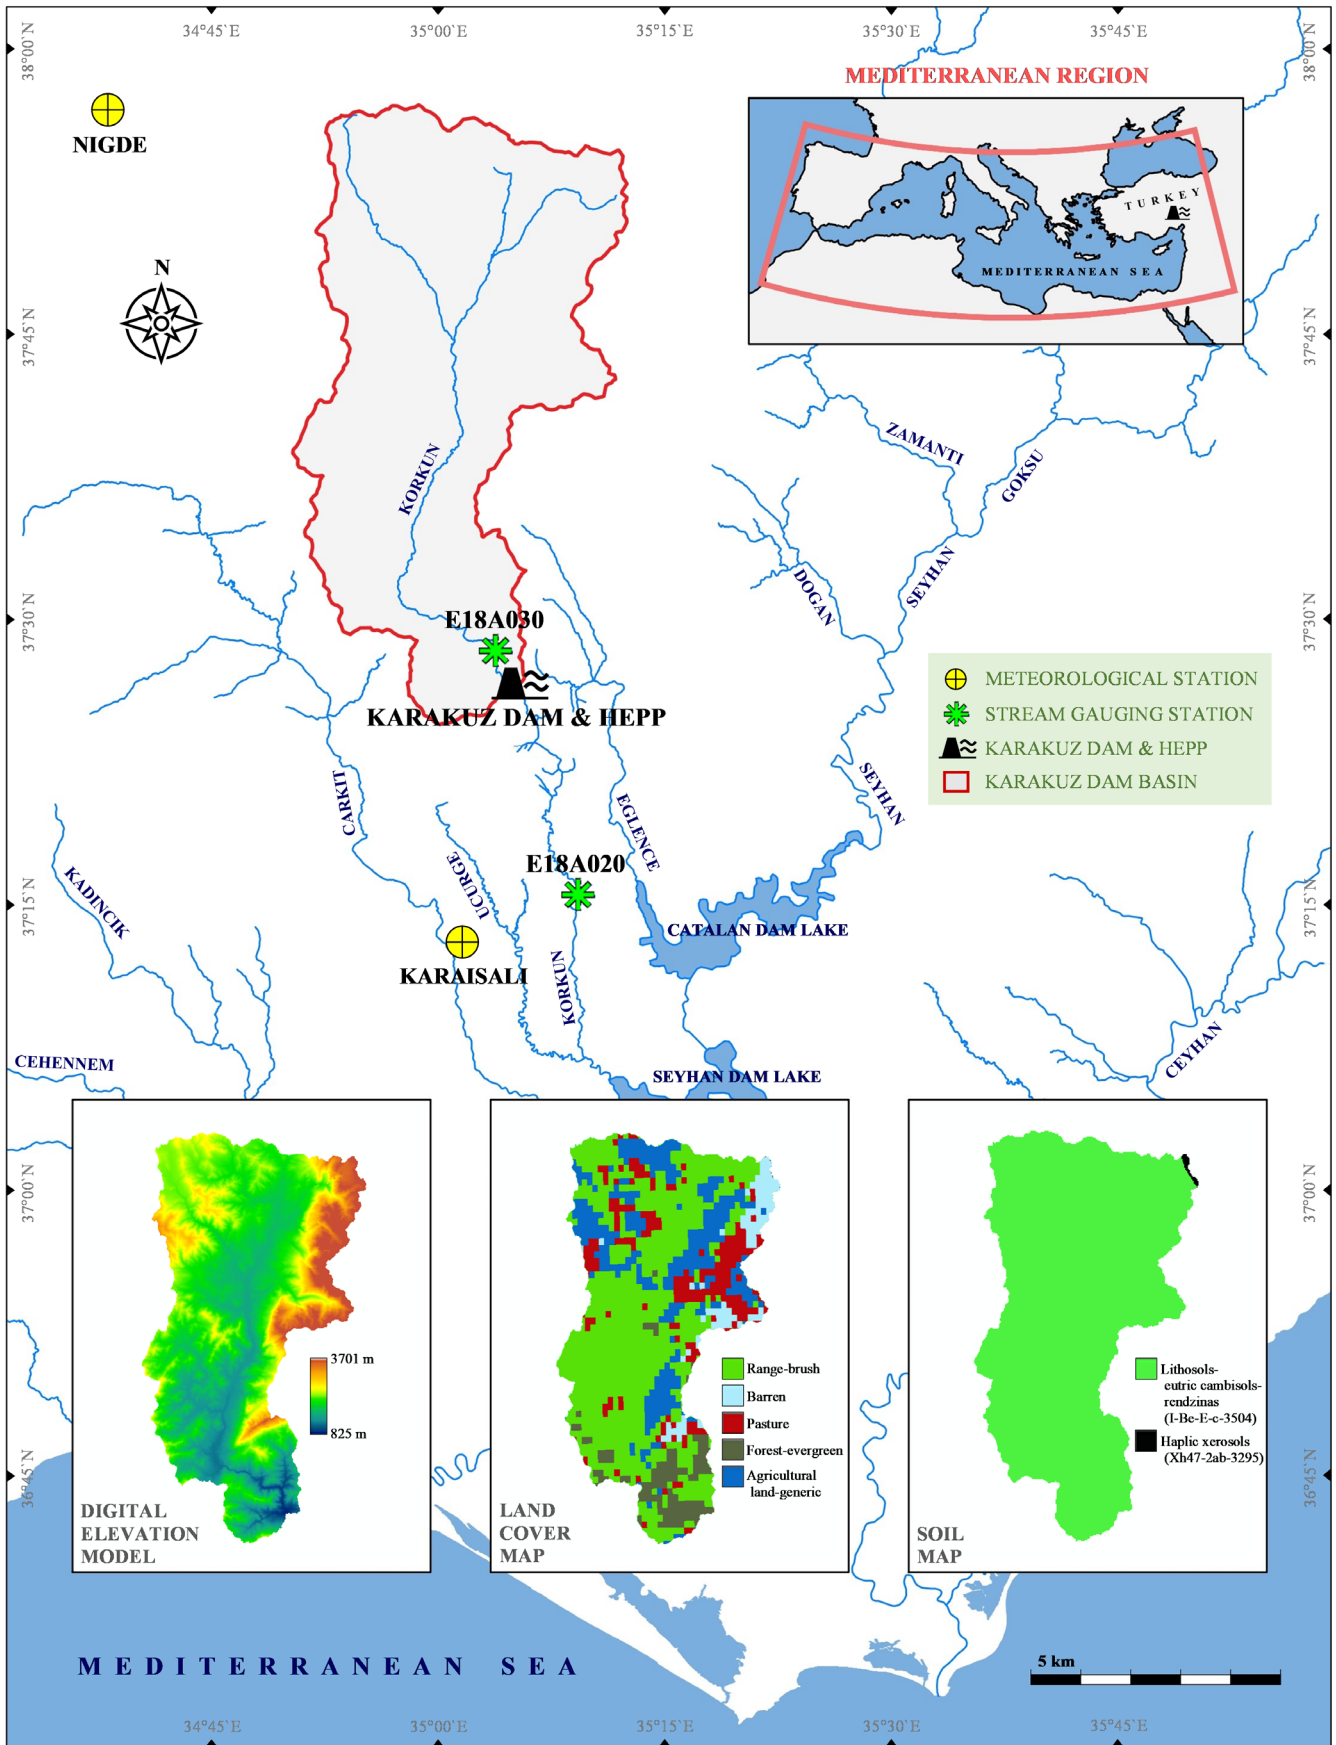 34°45`E
35°00`E
35°15`E
35°30`E
35°45`E
38°00`N
38°00`N
MEDITERRANEAN REGION
NIGDE
TURKEY
MEDITERRANEAN SEA
N
37°45`N
37°45`N
ZAMANTI
GOKSU
KORKUN
SEYHAN
DOGAN
37°30`N
37°30`N
E18A030
KARAKUZ DAM & HEPP
METEOROLOGICAL STATION
STREAM GAUGING STATION
KARAKUZ DAM & HEPP
KARAKUZ DAM BASIN
SEYHAN
CARKIT
EGLENCE
UCURGE
E18A020
KADINCIK
37°15`N
37°15`N
CATALAN DAM LAKE
KARAISALI
KORKUN
CEHENNEM
CEYHAN
SEYHAN DAM LAKE
37°00`N
37°00`N
3701 m
825 m
DIGITAL
ELEVATION
MODEL
Range-brush
Barren
Pasture
Forest-evergreen
Agricultural
land-generic
LAND
COVER
MAP
Lithosols-
eutric cambisols-
rendzinas
(I-Be-E-c-3504)
Haplic xerosols
(Xh47-2ab-3295)
SOIL
MAP
36°45`N
36°45`N
MEDITERRANEAN SEA
5 km
34°45`E
35°00`E
35°15`E
35°30`E
35°45`E